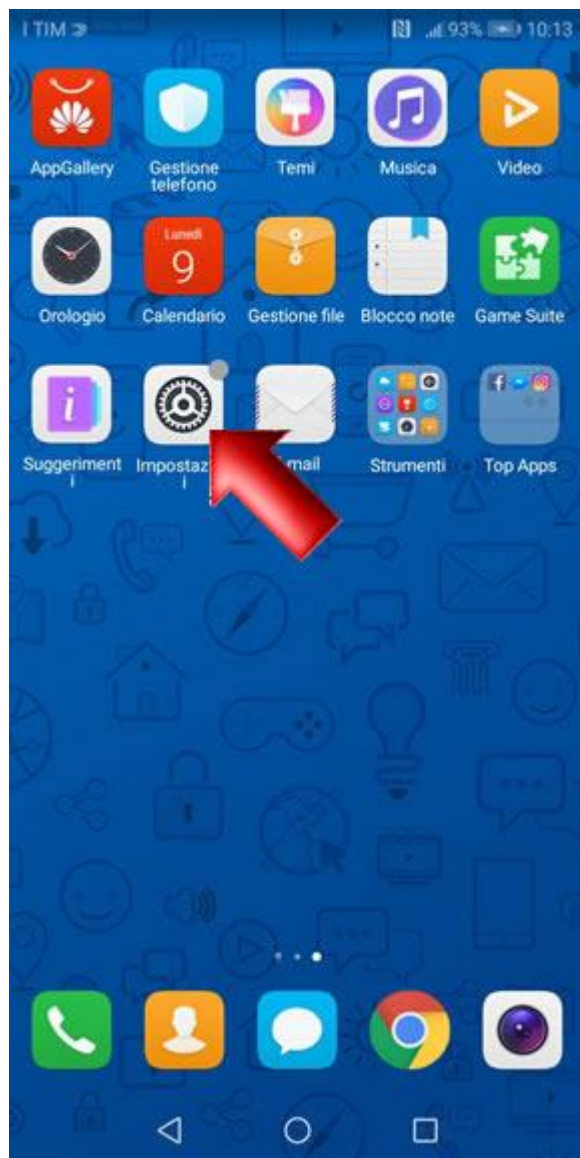 I TIM
93% 10:13
AppGallery
Gestione
telefono
Temi
Musica
Video
Orologio
Lunedì
9
Calendario
Gestione file
Blocco note
Game Suite
Suggeriment
i
Impostaz
i
mail
Strumenti
Top Apps